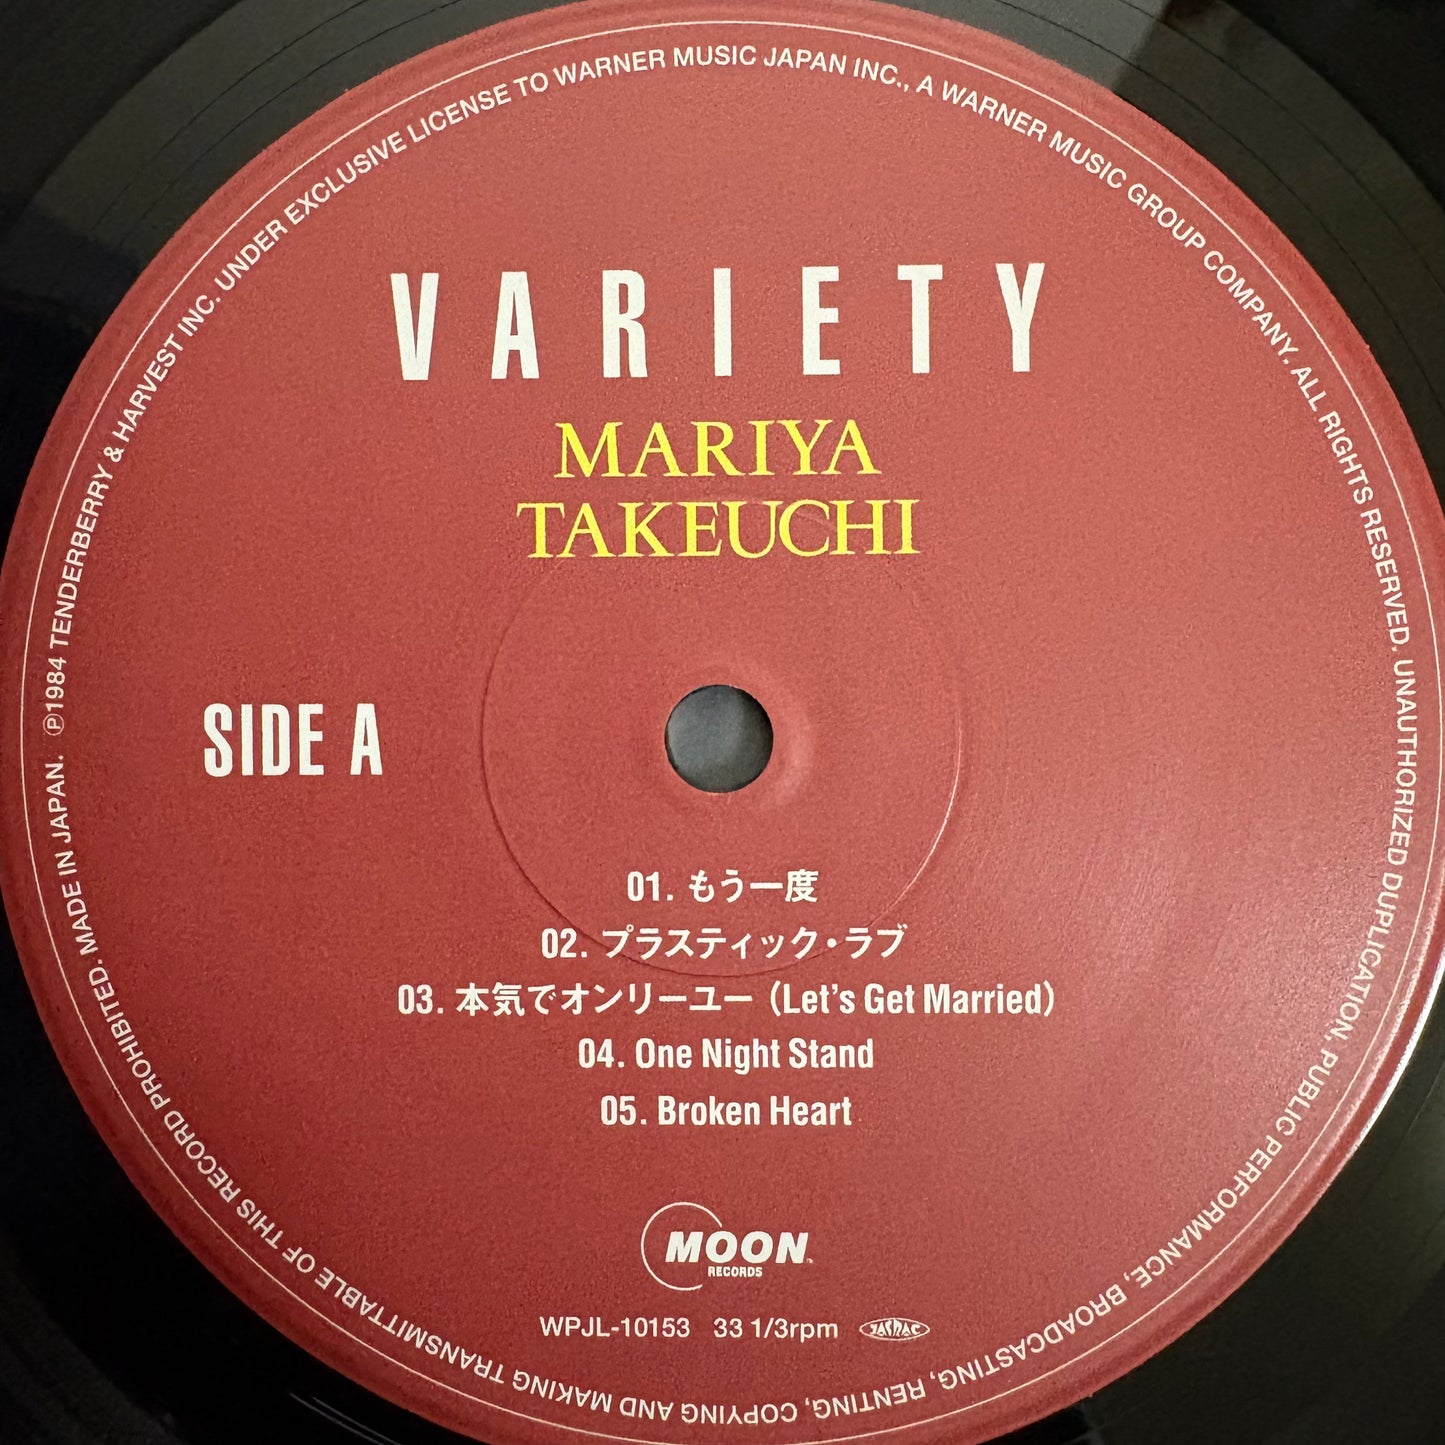 VARIETY
MARIYA
TAKEUCHI
SIDE A
01. もう一度
02. プラスティック・ラブ
03. 本気でオンリーユー（Let's Get Married）
04. One Night Stand
05. Broken Heart
MOON
RECORDS
WPJL-10153 33 1/3rpm JASRAC
℗1984 TENDERBERRY & HARVEST INC. UNDER EXCLUSIVE LICENSE TO WARNER MUSIC JAPAN INC., A WARNER MUSIC GROUP COMPANY. ALL RIGHTS RESERVED. UNAUTHORIZED DUPLICATION, PUBLIC PERFORMANCE, BROADCASTING, RENTING, COPYING AND MAKING TRANSMITTABLE OF THIS RECORD PROHIBITED. MADE IN JAPAN.